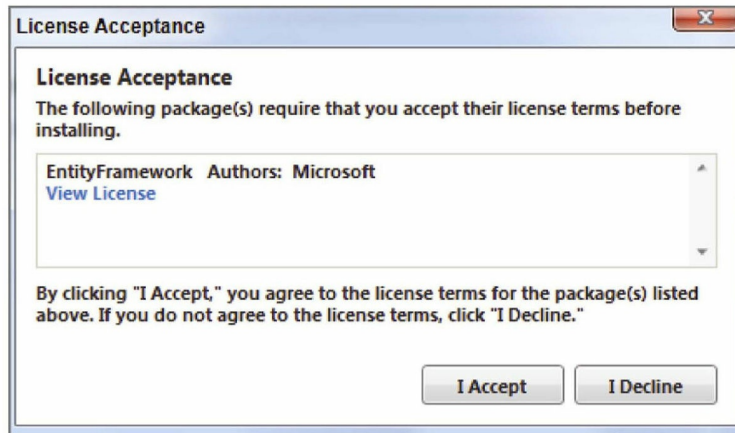 License Acceptance
License Acceptance
The following package(s) require that you accept their license terms before
installing.
EntityFramework Authors: Microsoft
View License
By clicking "I Accept," you agree to the license terms for the package(s) listed
above. If you do not agree to the license terms, click "I Decline."
I Accept I Decline